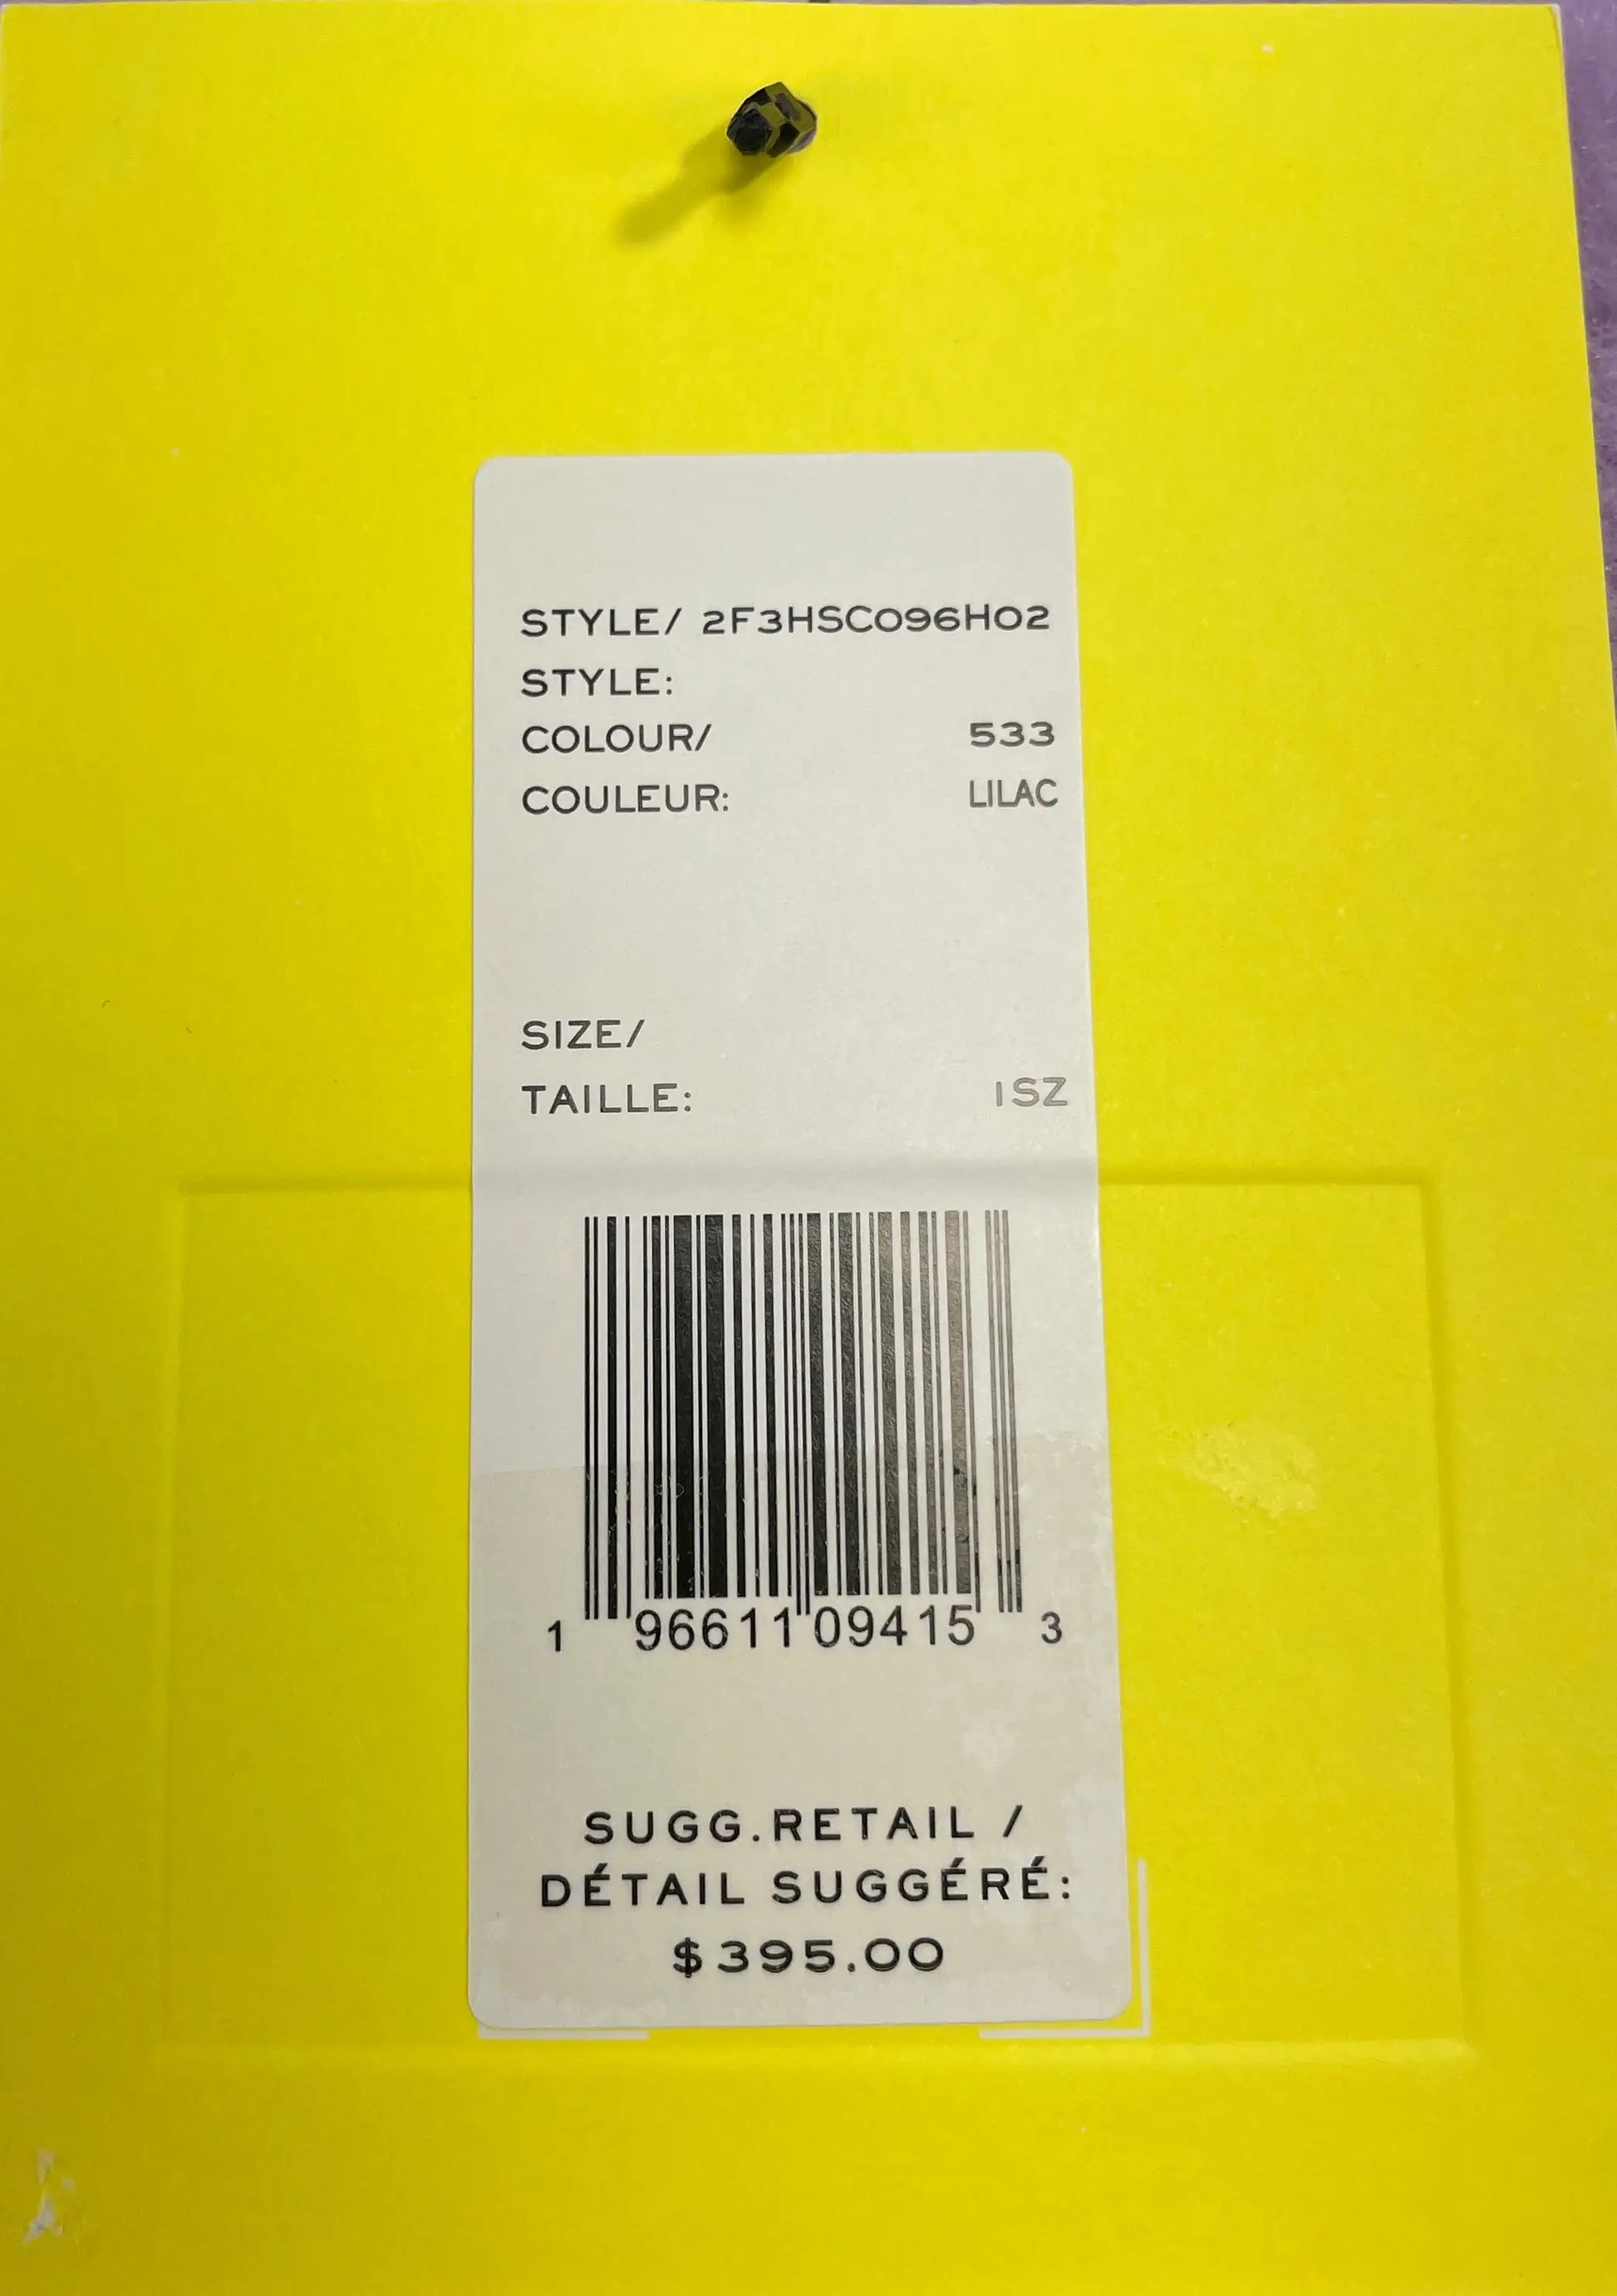 STYLE/ 2F3HSC096H02
STYLE:
COLOUR/ 533
COULEUR: LILAC
SIZE/
TAILLE: 1SZ
1 96611 09415 3
SUGG.RETAIL /
DÉTAIL SUGGÉRÉ:
$395.00